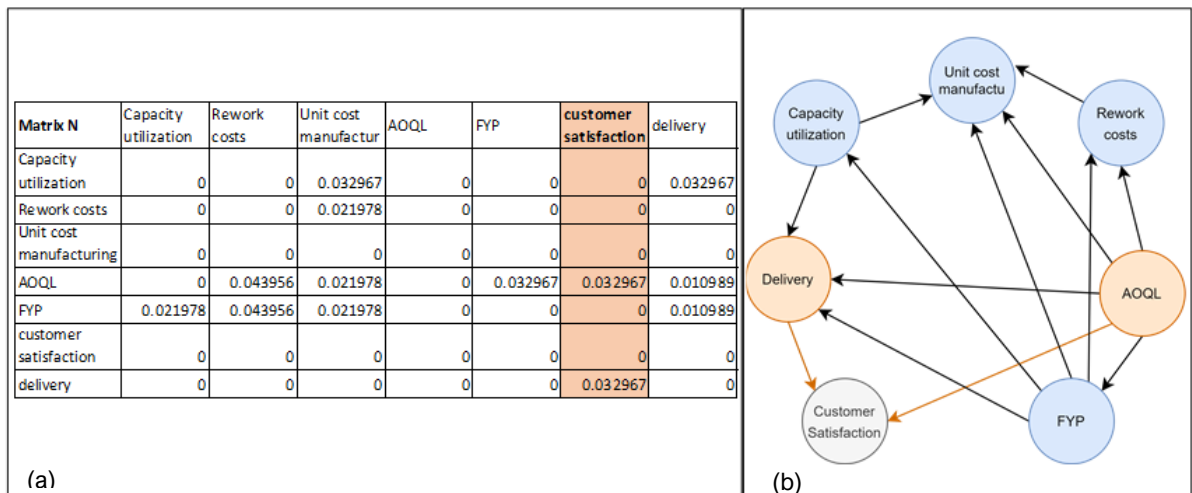 Matrix N Capacity utilization Rework costs Unit cost manufactur AOQL FYP customer satisfaction delivery
Capacity utilization 0 0 0.032967 0 0 0 0.032967
Rework costs 0 0 0.021978 0 0 0 0
Unit cost manufacturing 0 0 0 0 0 0 0
AOQL 0 0.043956 0.021978 0 0.032967 0.032967 0.010989
FYP 0.021978 0.043956 0.021978 0 0 0 0.010989
customer satisfaction 0 0 0 0 0 0 0
delivery 0 0 0 0 0 0.032967 0
(a)
Unit cost
manufactu
Capacity
utilization
Rework
costs
Delivery
AOQL
Customer
Satisfaction
FYP
(b)